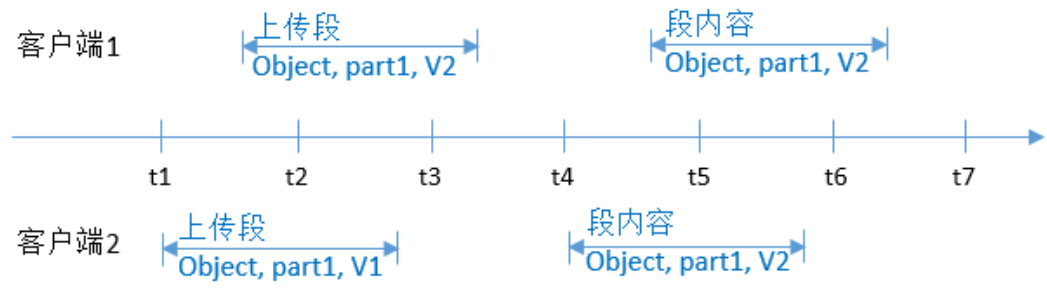 客户端1
上传段
Object, part1, V2
段内容
Object, part1, V2
t1 t2 t3 t4 t5 t6 t7
客户端2
上传段
Object, part1, V1
段内容
Object, part1, V2